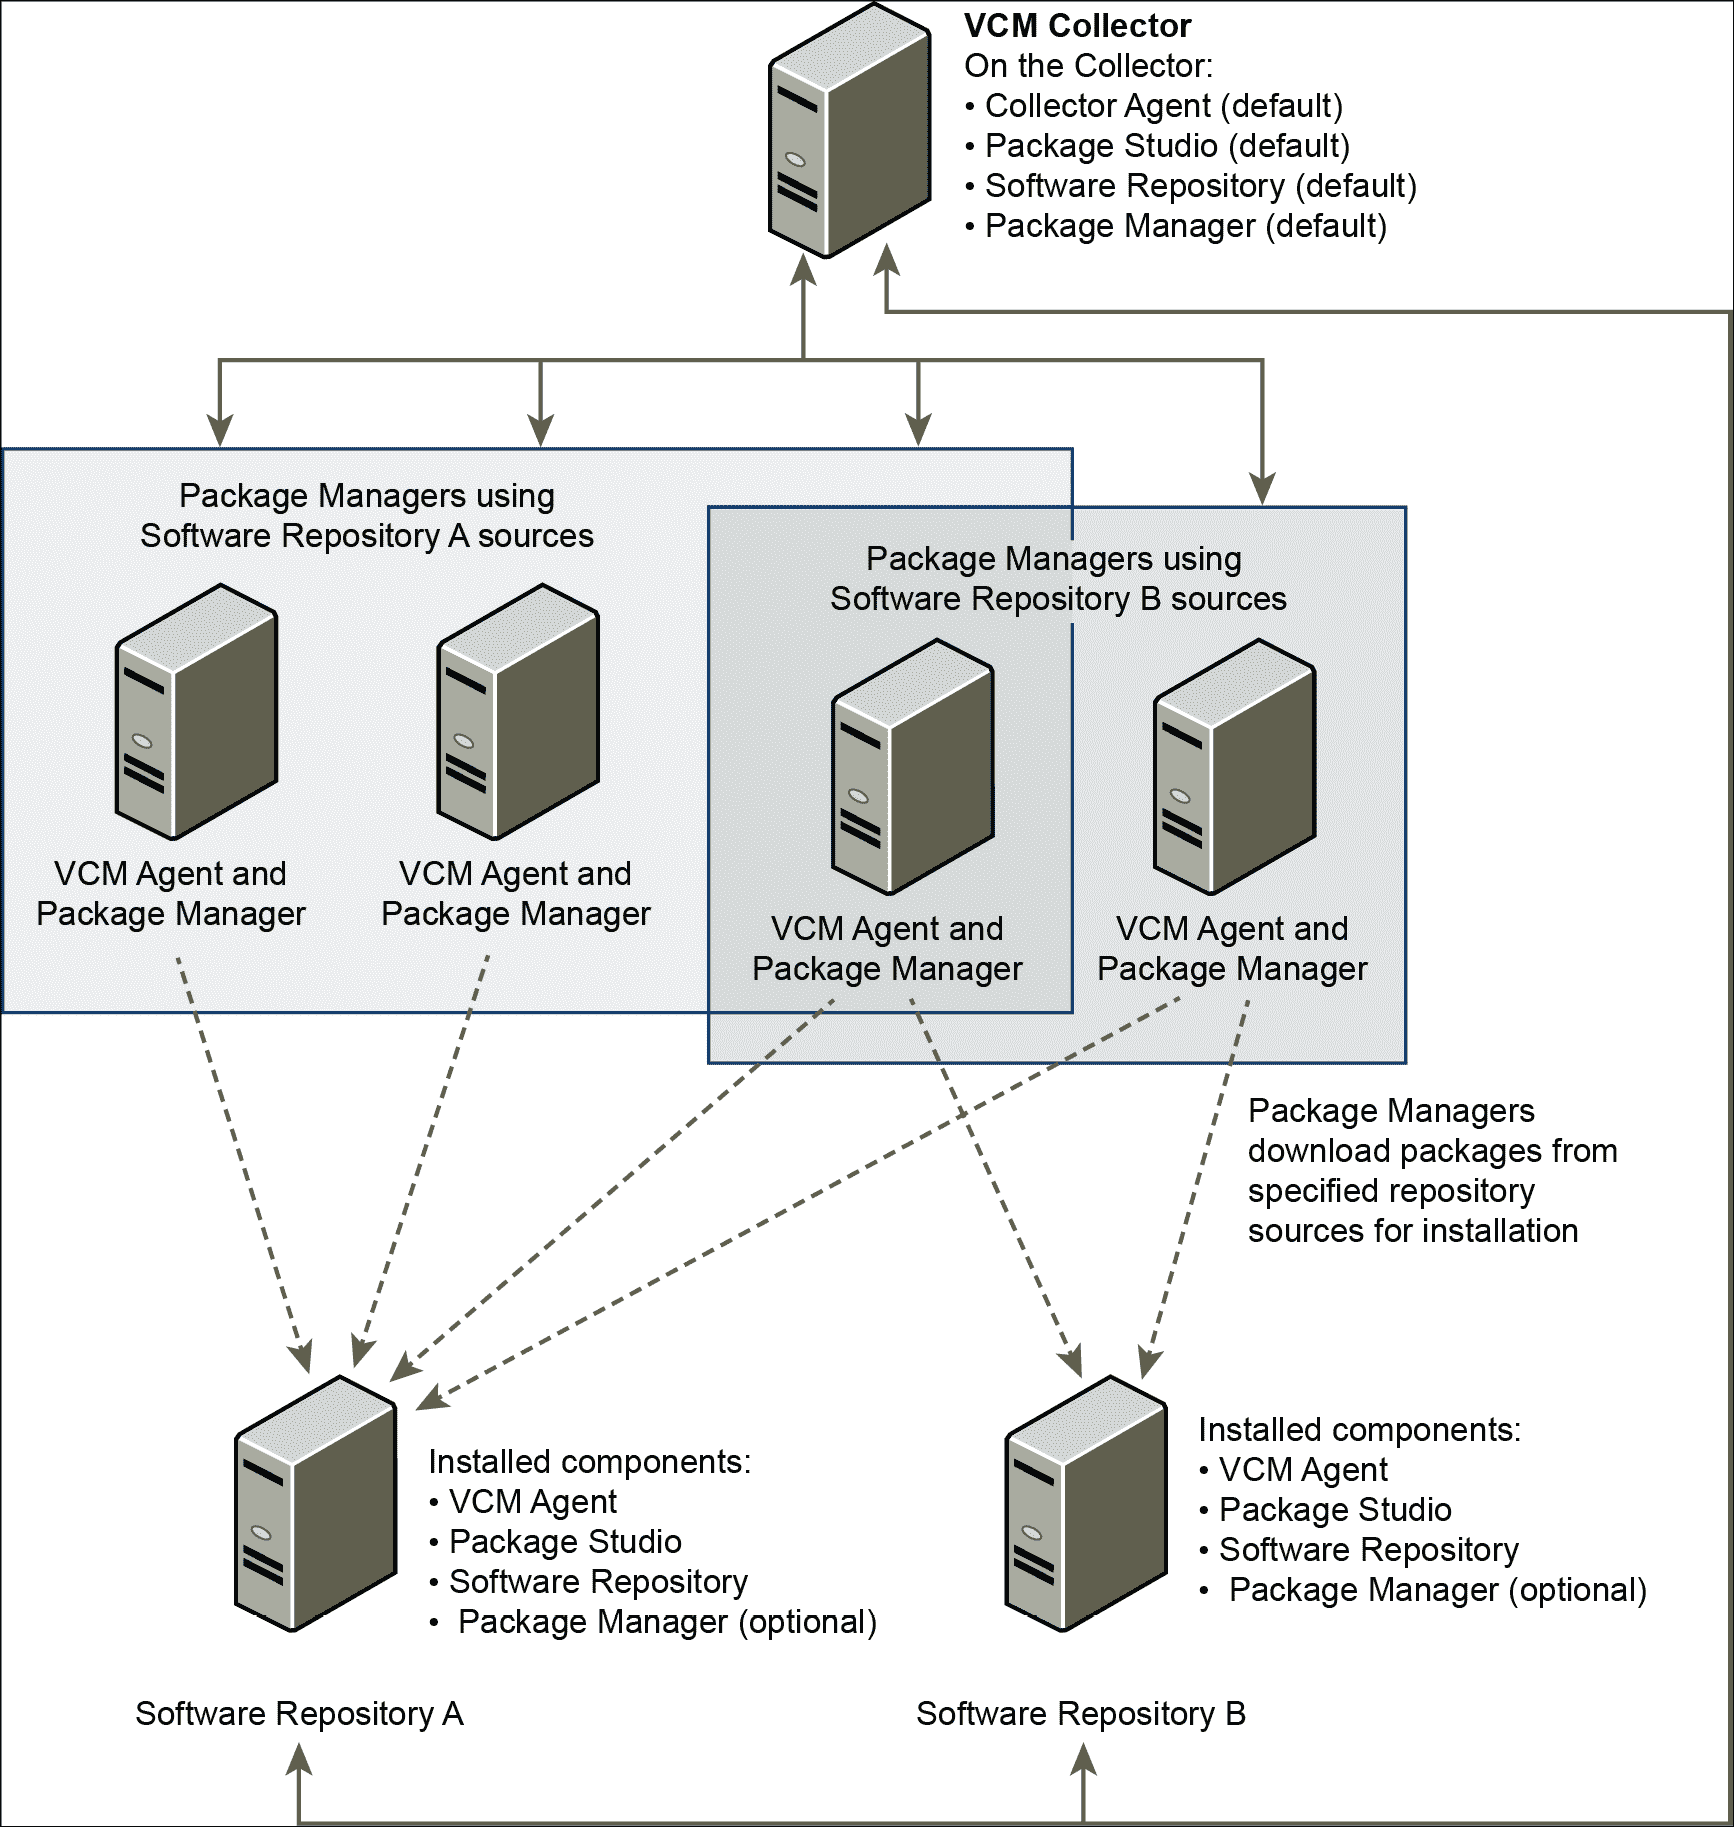 VCM Collector
On the Collector:
• Collector Agent (default)
• Package Studio (default)
• Software Repository (default)
• Package Manager (default)
Package Managers using
Software Repository A sources
Package Managers using
Software Repository B sources
VCM Agent and
Package Manager
VCM Agent and
Package Manager
VCM Agent and
Package Manager
VCM Agent and
Package Manager
Package Managers
download packages from
specified repository
sources for installation
Installed components:
• VCM Agent
• Package Studio
• Software Repository
• Package Manager (optional)
Installed components:
• VCM Agent
• Package Studio
• Software Repository
• Package Manager (optional)
Software Repository A
Software Repository B